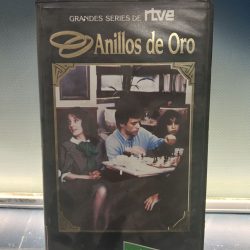 GRANDES SERIES DE rtve
Anillos de Oro